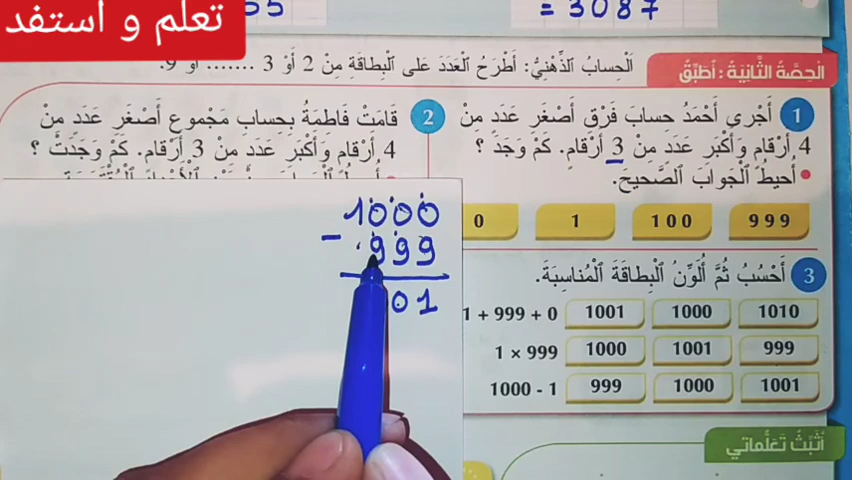 تعلم و استفد
55
= 3087
اَلْحِصَّةُ الثَّانِيَةُ : أُطَبِّقُ
اَلْحِسابُ الذِّهْنِيُّ: أَطْرَحُ الْعَدَدَ عَلى الْبِطاقَةِ مِنْ 2 أَوْ 3 ....... أَوْ 9.
1 أَجْرى أَحْمَدُ حِسابَ فَرْقِ أَصْغَرِ عَدَدٍ مِنْ
4 أَرْقامٍ وَأَكْبَرِ عَدَدٍ مِنْ 3 أَرْقامٍ. كَمْ وَجَدَ ؟
• أُحيطُ الْجَوابَ الصَّحيحَ.
999
100
1
0
2 قامَتْ فاطِمَةُ بِحِسابِ مَجْموعِ أَصْغَرِ عَدَدٍ مِنْ
4 أَرْقامٍ وَأَكْبَرِ عَدَدٍ مِنْ 3 أَرْقامٍ. كَمْ وَجَدَتْ ؟
1000
- 999
01
3 أَحْسُبُ ثُمَّ أُلَوِّنُ الْبِطاقَةَ الْمُناسِبَةَ.
1 + 999 + 0 1001 1000 1010
1 × 999 1000 1001 999
1000 - 1 999 1000 1001
أُثَبِّتُ تَعَلُّماتي